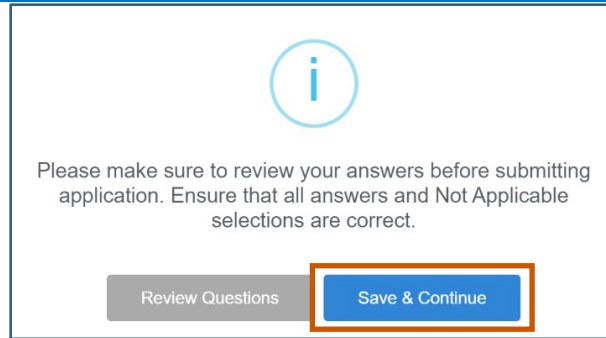 i
Please make sure to review your answers before submitting
application. Ensure that all answers and Not Applicable
selections are correct.
Review Questions
Save & Continue